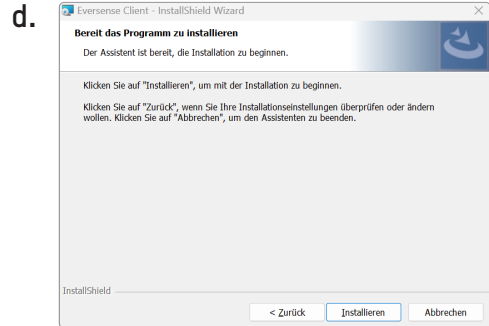 d.
Eversense Client - InstallShield Wizard
Bereit das Programm zu installieren
Der Assistent ist bereit, die Installation zu beginnen.
Klicken Sie auf "Installieren", um mit der Installation zu beginnen.
Klicken Sie auf "Zurück", wenn Sie Ihre Installationseinstellungen überprüfen oder ändern
wollen. Klicken Sie auf "Abbrechen", um den Assistenten zu beenden.
InstallShield
< Zurück Installieren Abbrechen